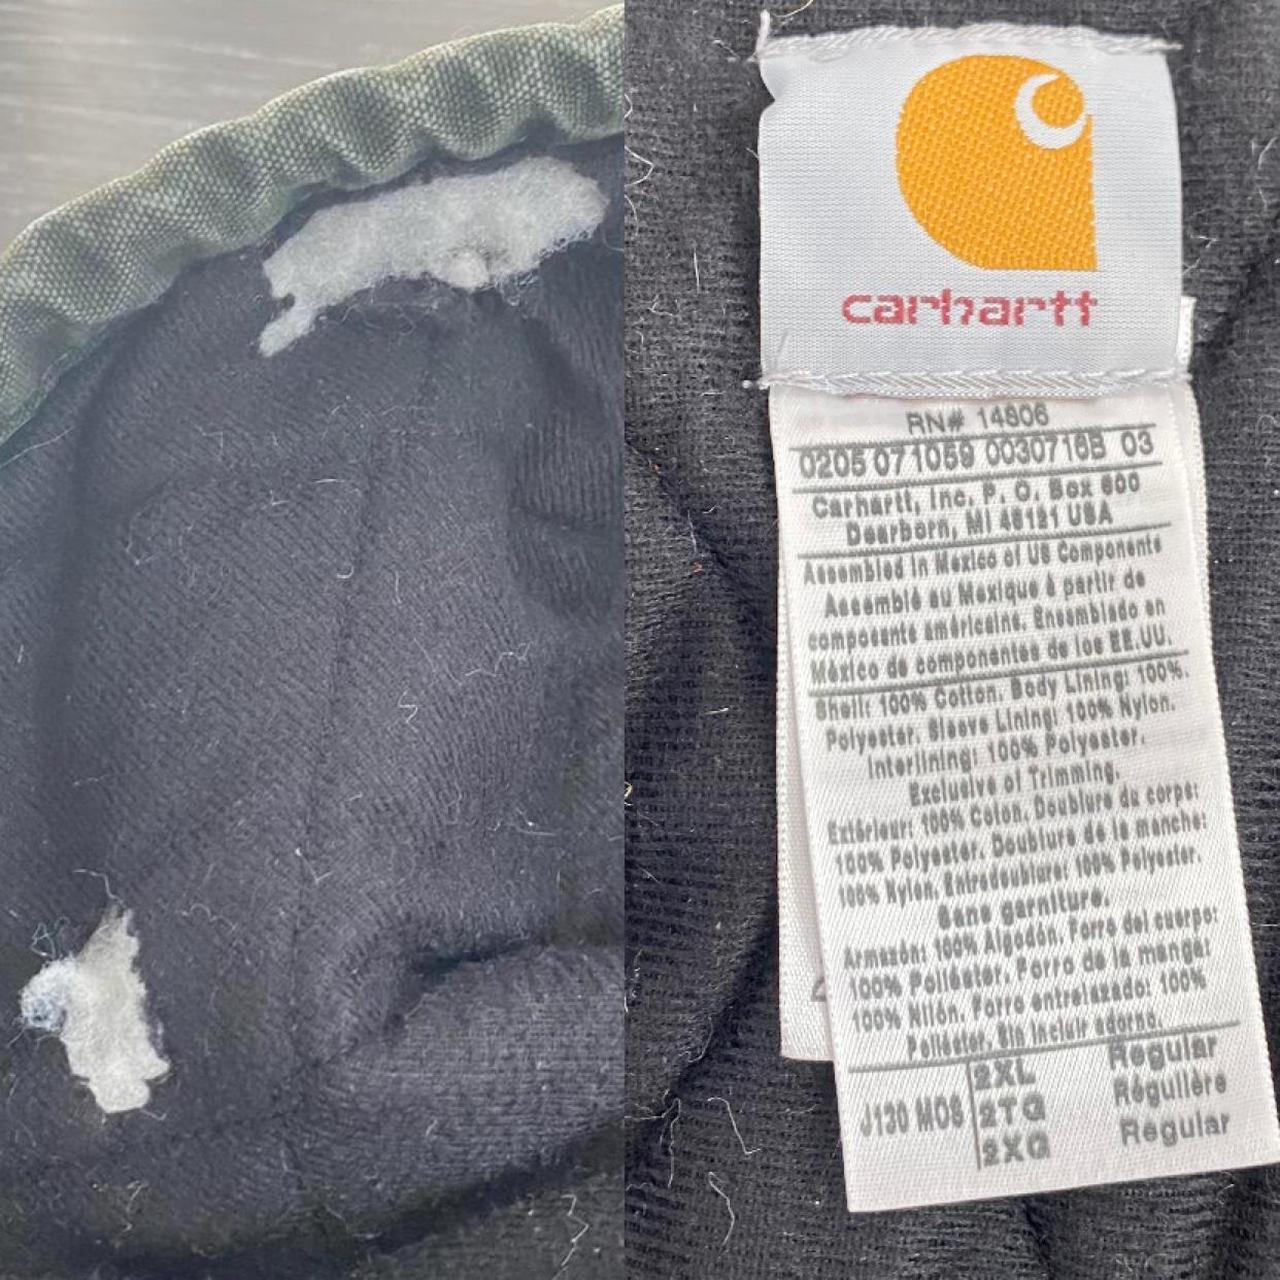 carhartt
RN# 14806
0205 071059 0030716B 03
Carhartt, Inc. P. O. Box 600
Dearborn, MI 48121 USA
Assembled in Mexico of US Components
Assemblé au Mexique à partir de
composants américains. Ensamblado en
México de componentes de los EE.UU.
Shell: 100% Cotton. Body Lining: 100%.
Polyester. Sleeve Lining: 100% Nylon.
Interlining: 100% Polyester.
Exclusive of Trimming.
Extérieur: 100% Coton. Doublure du corps:
100% Polyester. Doublure de la manche:
100% Nylon. Entredoublure: 100% Polyester.
Sans garniture.
Armazón: 100% Algodón. Forro del cuerpo:
100% Poliéster. Forro de la manga:
100% Nilón. Forro entrelazado: 100%
Poliéster. Sin incluir adorno.
J130 MOS
2XL Regular
2TG Régulière
2XG Regular